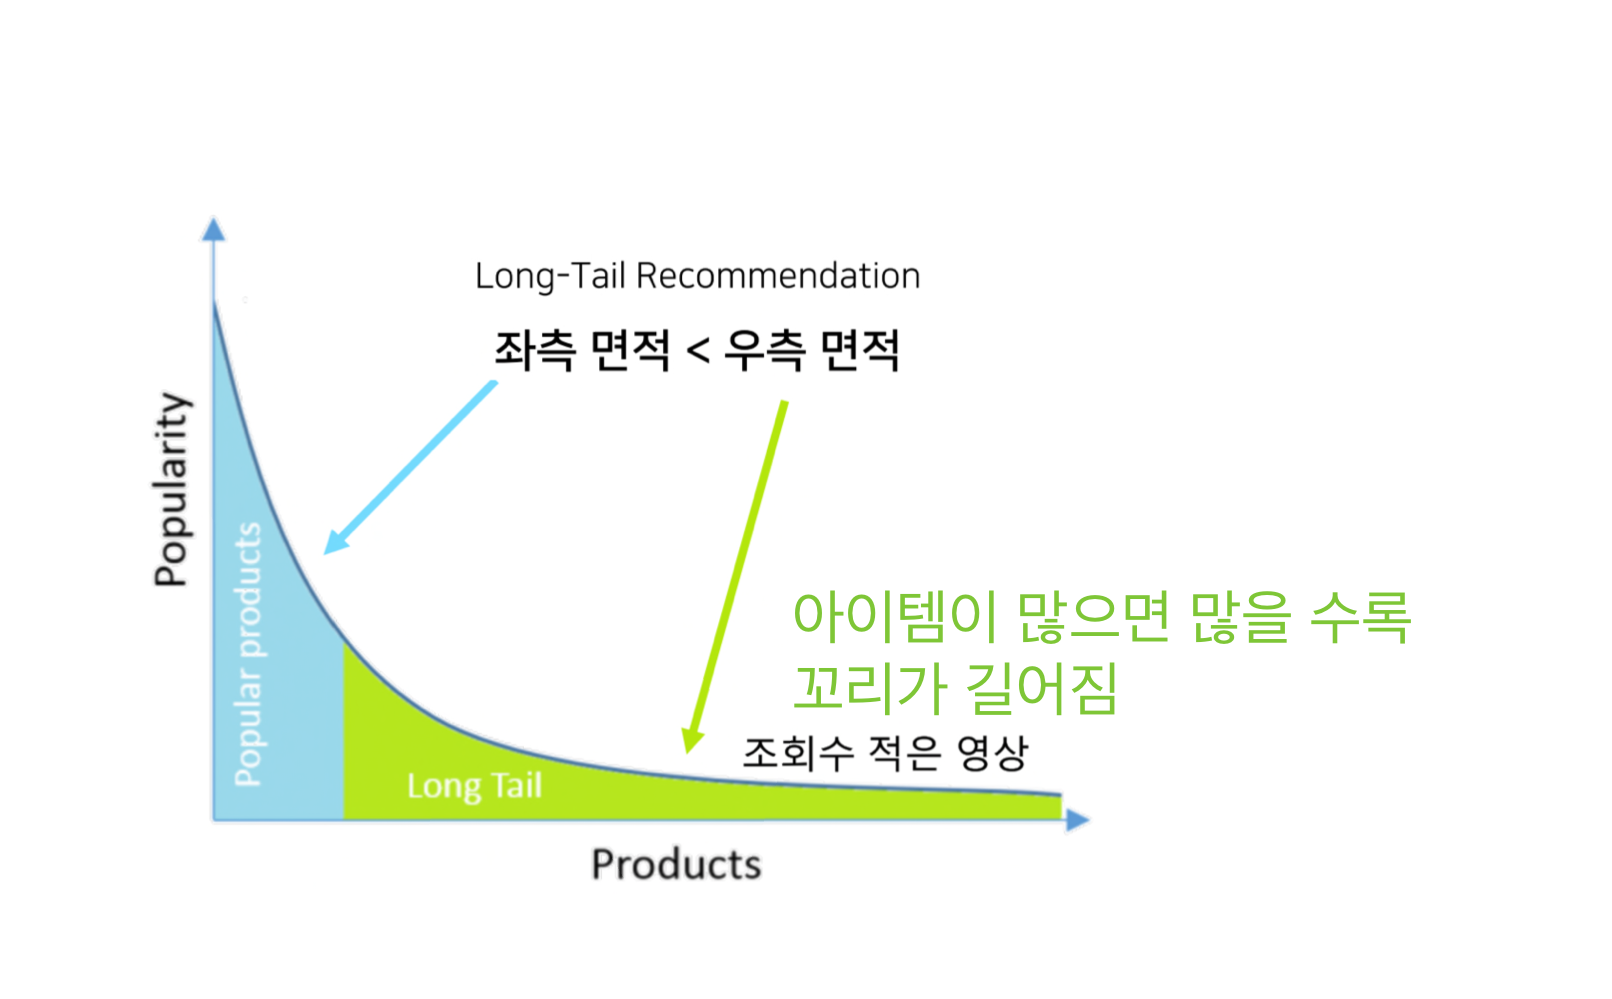 Long-Tail Recommendation
좌측 면적 < 우측 면적
Popularity
Popular products
아이템이 많으면 많을 수록
꼬리가 길어짐
조회수 적은 영상
Long Tail
Products